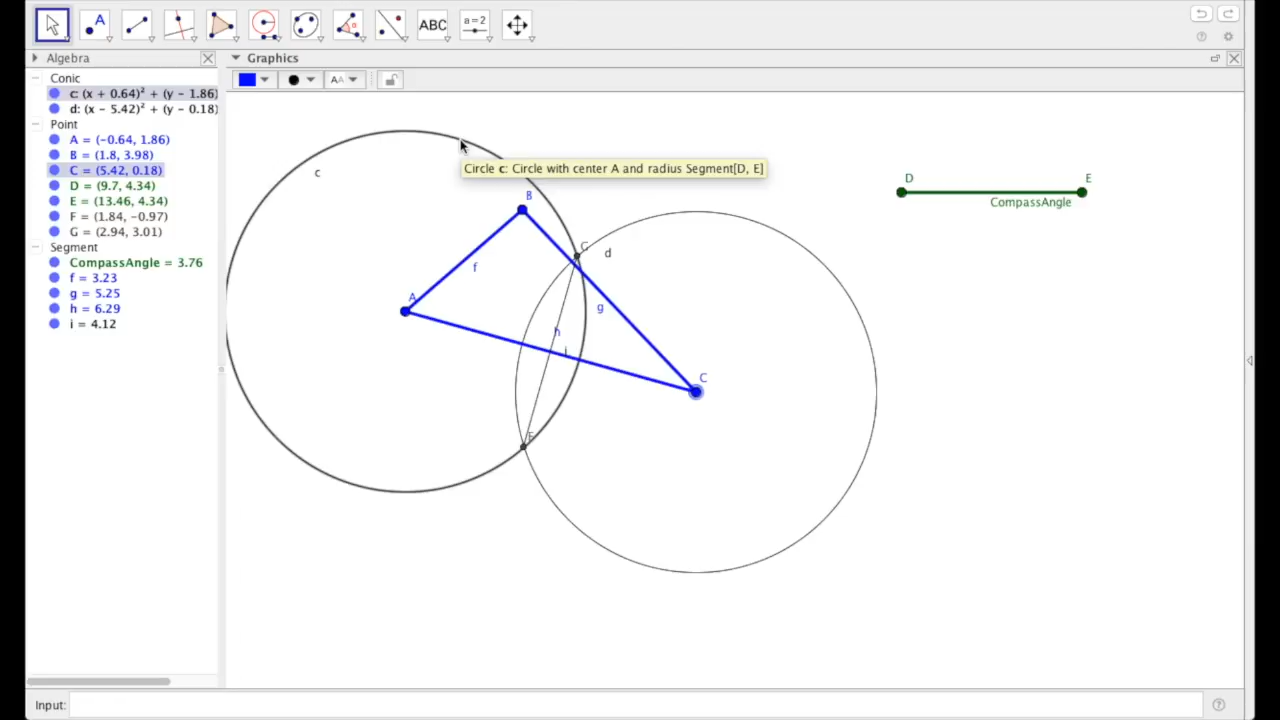 A
ABC
a=2
Algebra
Graphics
AA
Conic
c: (x + 0.64)² + (y − 1.86)
d: (x − 5.42)² + (y − 0.18)
Point
A = (−0.64, 1.86)
B = (1.8, 3.98)
C = (5.42, 0.18)
D = (9.7, 4.34)
E = (13.46, 4.34)
F = (1.84, −0.97)
G = (2.94, 3.01)
Segment
CompassAngle = 3.76
f = 3.23
g = 5.25
h = 6.29
i = 4.12
c
Circle c: Circle with center A and radius Segment[D, E]
D
E
CompassAngle
B
G
d
f
A
g
h
i
C
F
Input: